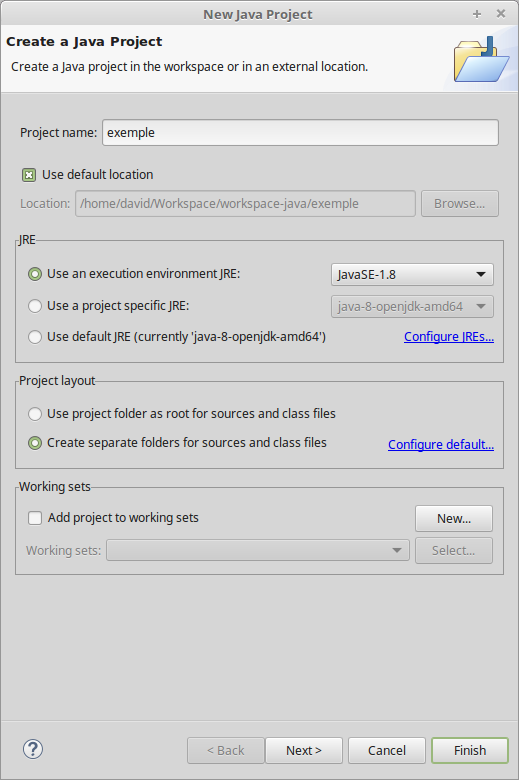 New Java Project
Create a Java Project
Create a Java project in the workspace or in an external location.
Project name: exemple
Use default location
Location: /home/david/Workspace/workspace-java/exemple Browse...
JRE
Use an execution environment JRE: JavaSE-1.8
Use a project specific JRE: java-8-openjdk-amd64
Use default JRE (currently 'java-8-openjdk-amd64') Configure JREs...
Project layout
Use project folder as root for sources and class files
Create separate folders for sources and class files Configure default...
Working sets
Add project to working sets New...
Working sets: Select...
? < Back Next > Cancel Finish